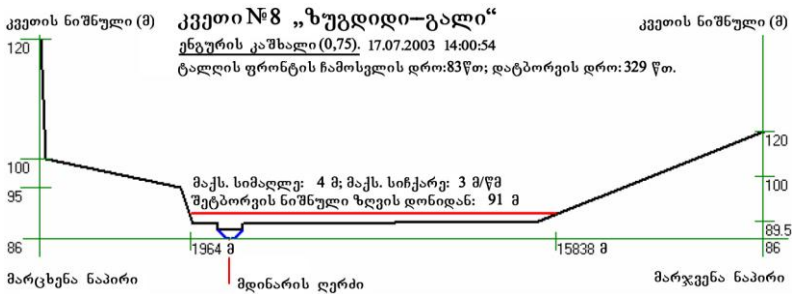 კვეთი №8 „ზუგდიდი–გალი“
კვეთის ნიშნული (მ)
კვეთის ნიშნული (მ)
ენგურის კაშხალი (0,75). 17.07.2003 14:00:54
ტალღის ფრონტის ჩამოსვლის დრო:83წთ; დატბორვის დრო: 329 წთ.
120
120
100
100
95
მაქს. სიმაღლე: 4 მ; მაქს. სიჩქარე: 3 მ/წმ
შეტბორვის ნიშნული ზღვის დონიდან: 91 მ
89.5
86
1964 მ
15838 მ
86
მარცხენა ნაპირი
მდინარის ღერძი
მარჯვენა ნაპირი